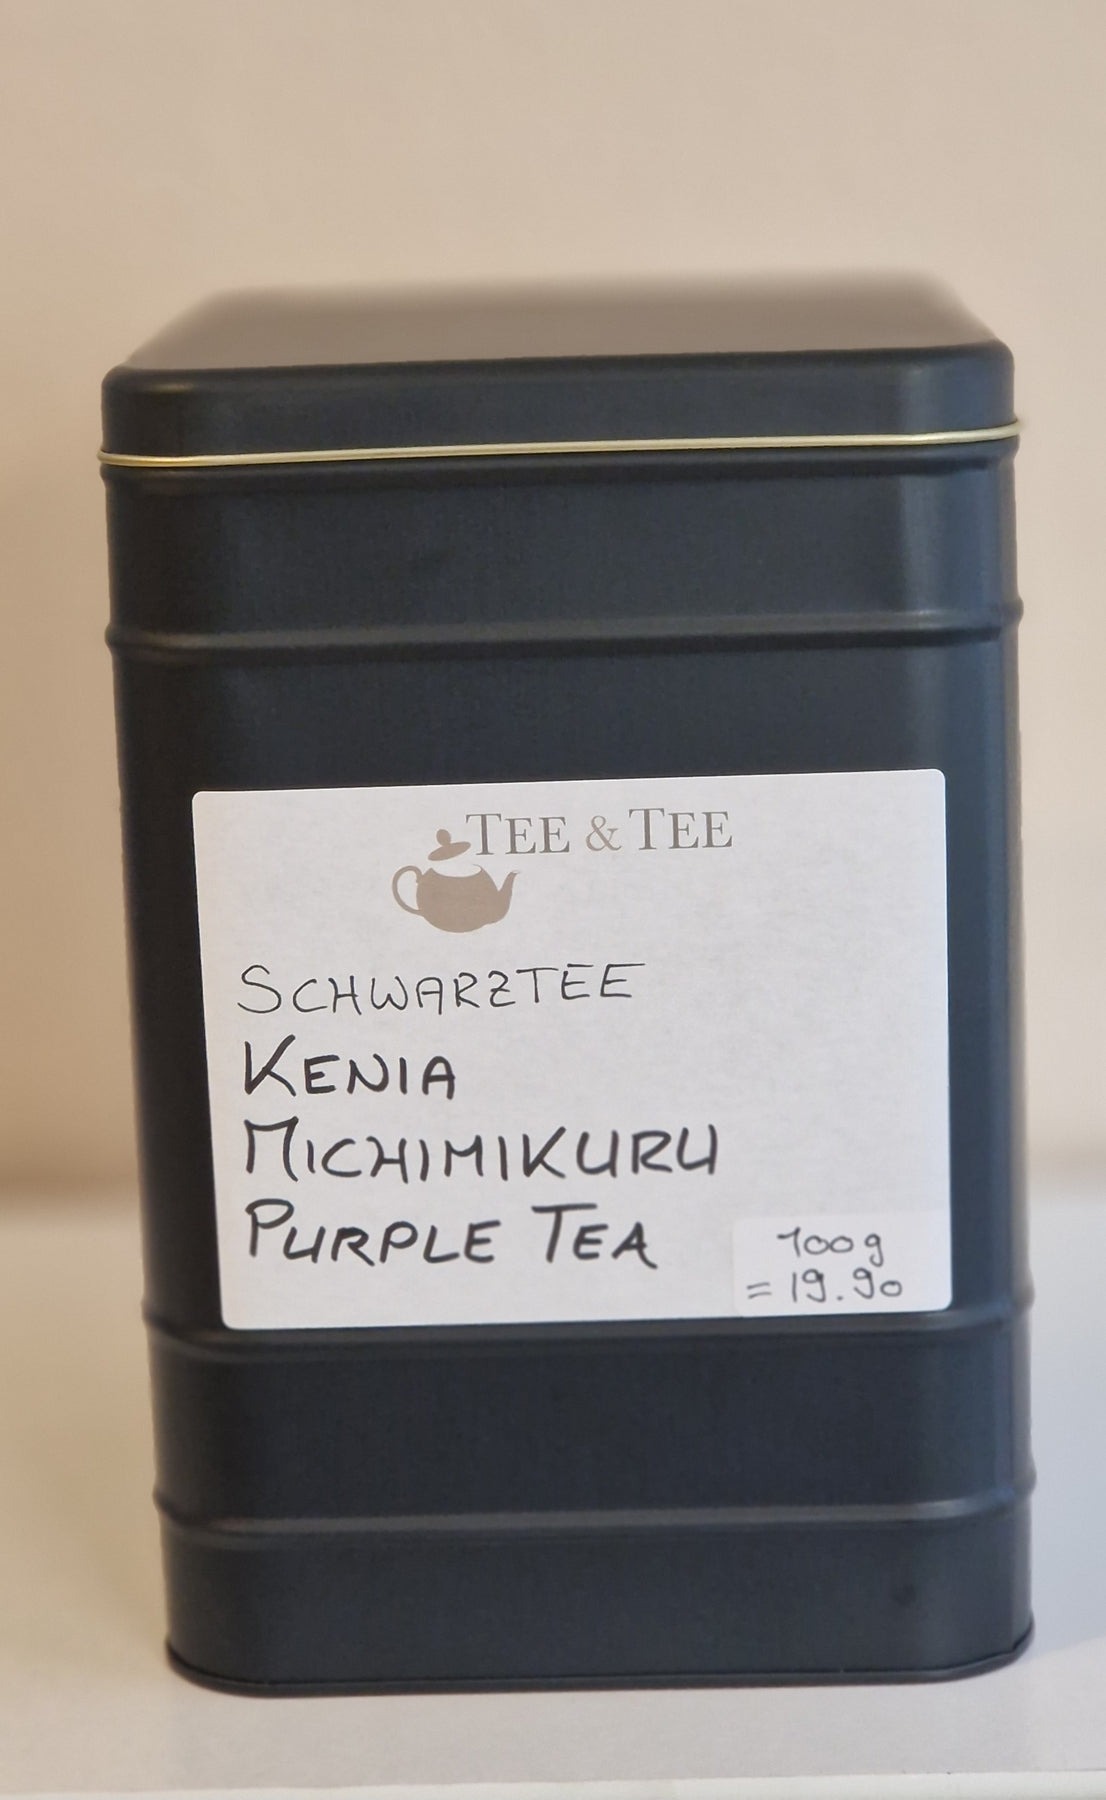 TEE & TEE
SCHWARZTEE
KENIA
MICHIMIKURU
PURPLE TEA
100g
= 19.90